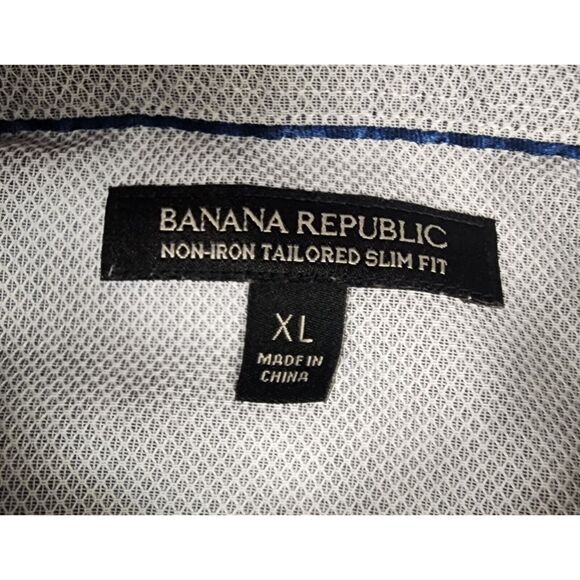 BANANA REPUBLIC
NON-IRON TAILORED SLIM FIT
XL
MADE IN
CHINA